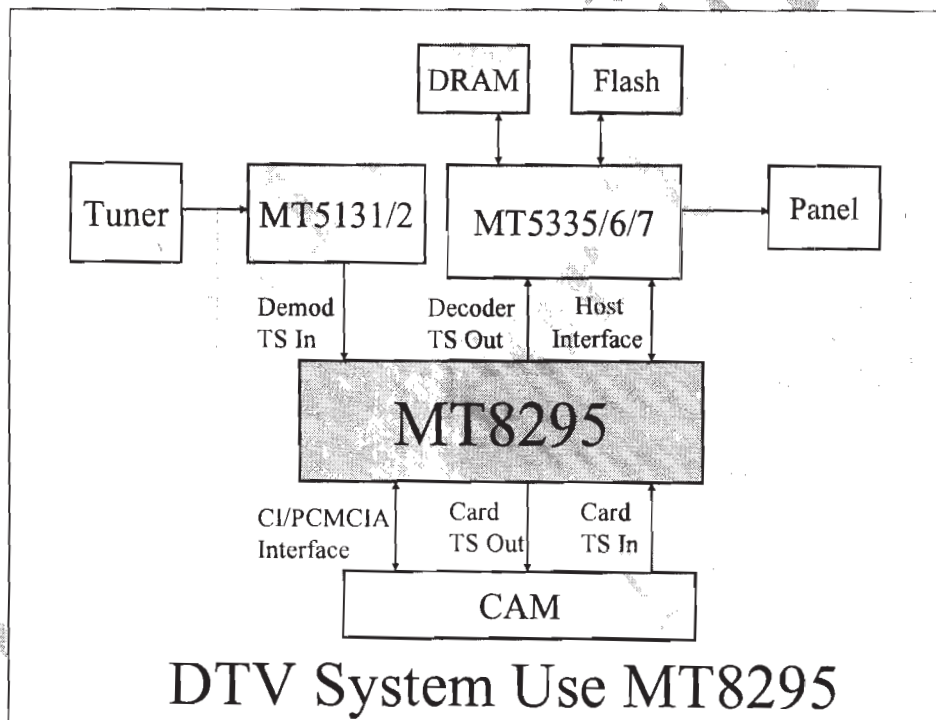 DRAM
Flash
Tuner
MT5131/2
MT5335/6/7
Panel
Demod
TS In
Decoder
TS Out
Host
Interface
MT8295
CI/PCMCIA
Interface
Card
TS Out
Card
TS In
CAM
DTV System Use MT8295